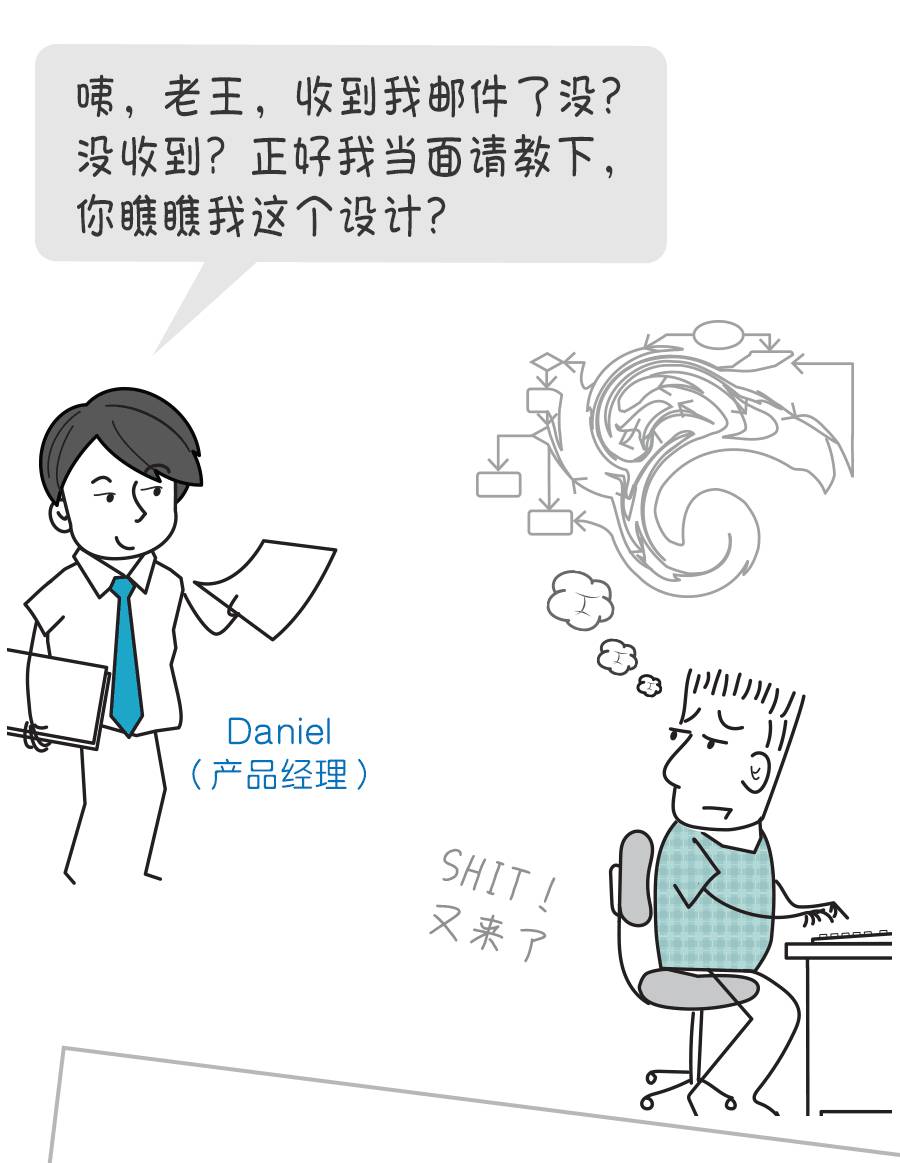 咦，老王，收到我邮件了没？
没收到？正好我当面请教下，
你瞧瞧我这个设计？
Daniel
（产品经理）
SHIT！
又来了